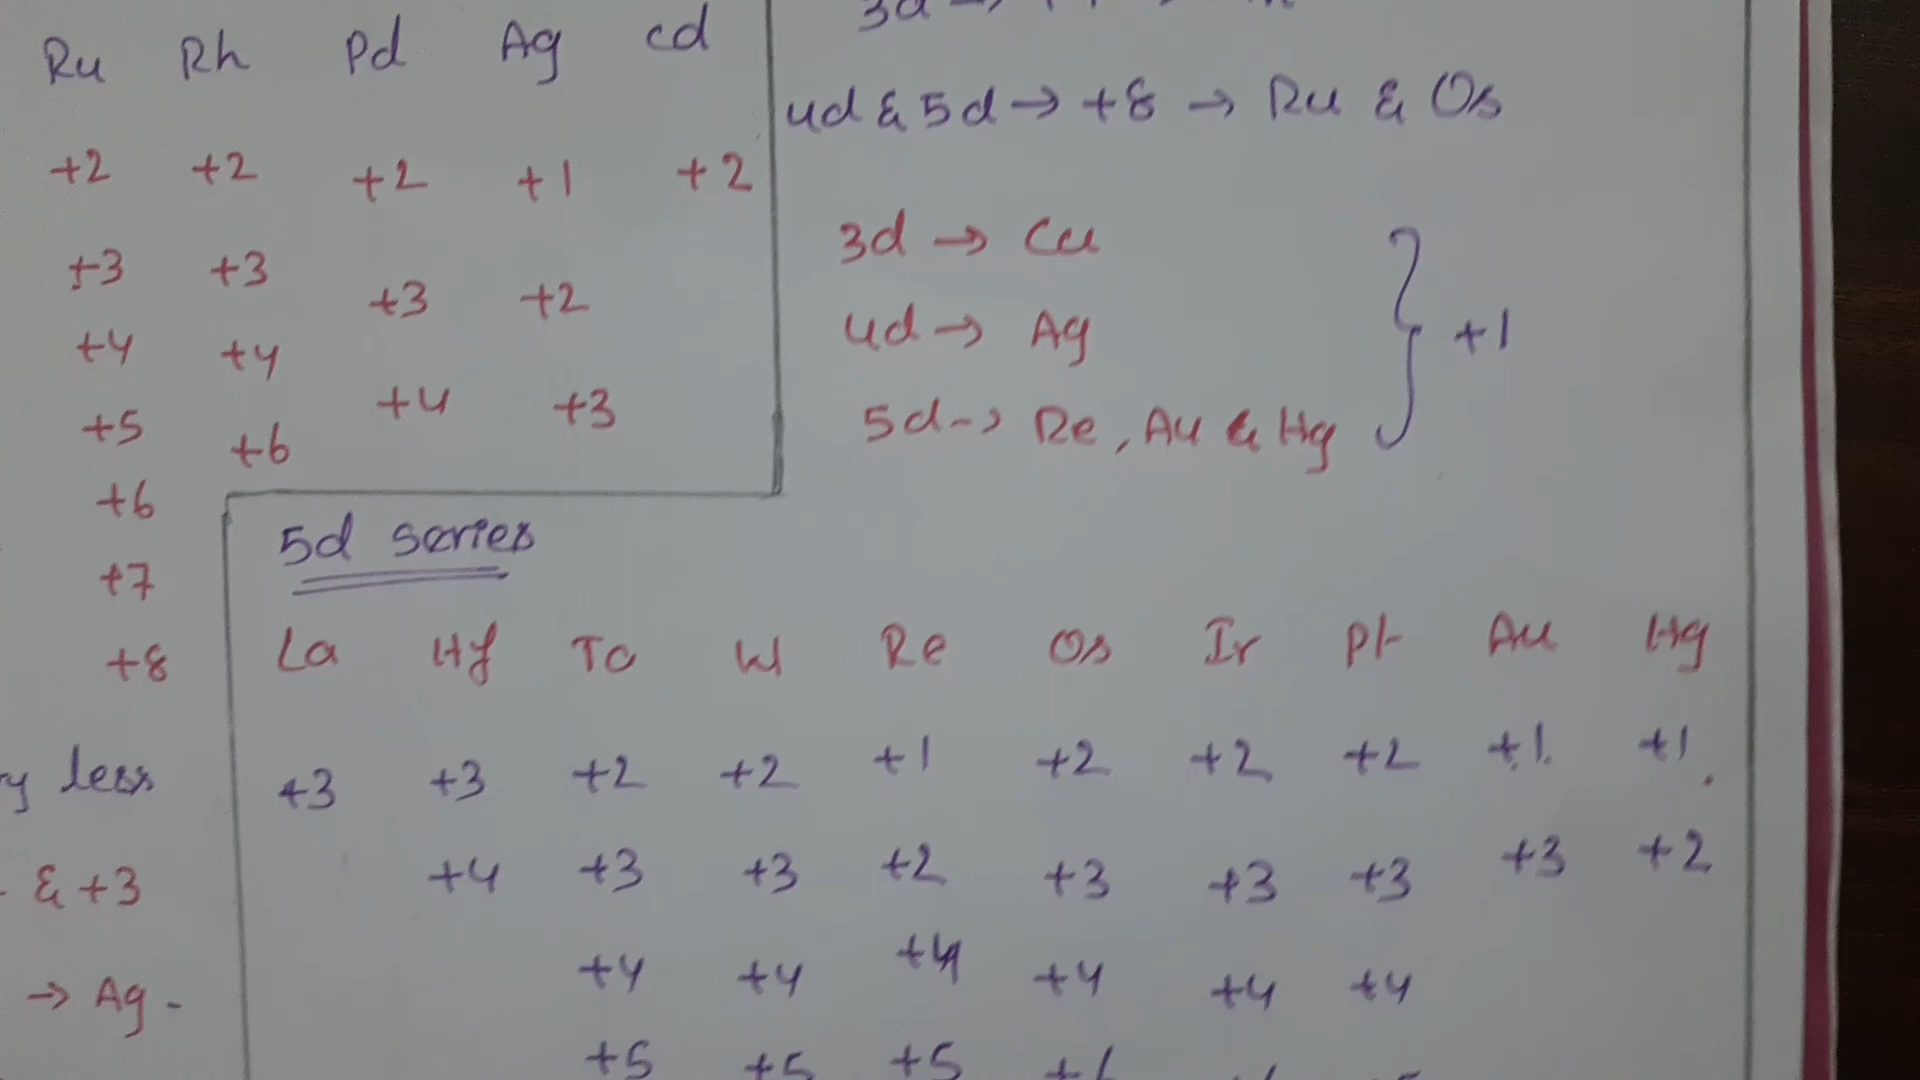 Ru Rh Pd Ag cd
+2 +2 +2 +1 +2
+3 +3 +3 +2
+4 +4 +4 +3
+5 +6
+6
+7
+8
less
& +3
→ Ag -
3d →
4d & 5d → +8 → Ru & Os
3d → Cu
4d → Ag
5d → Re, Au & Hg
+1
5d series
La Hf Ta W Re Os Ir Pt Au Hg
+3 +3 +2 +2 +1 +2 +2 +2 +1 +1
+4 +3 +3 +2 +3 +3 +3 +3 +2
+4 +4 +4 +4 +4 +4
+5 +5 +5